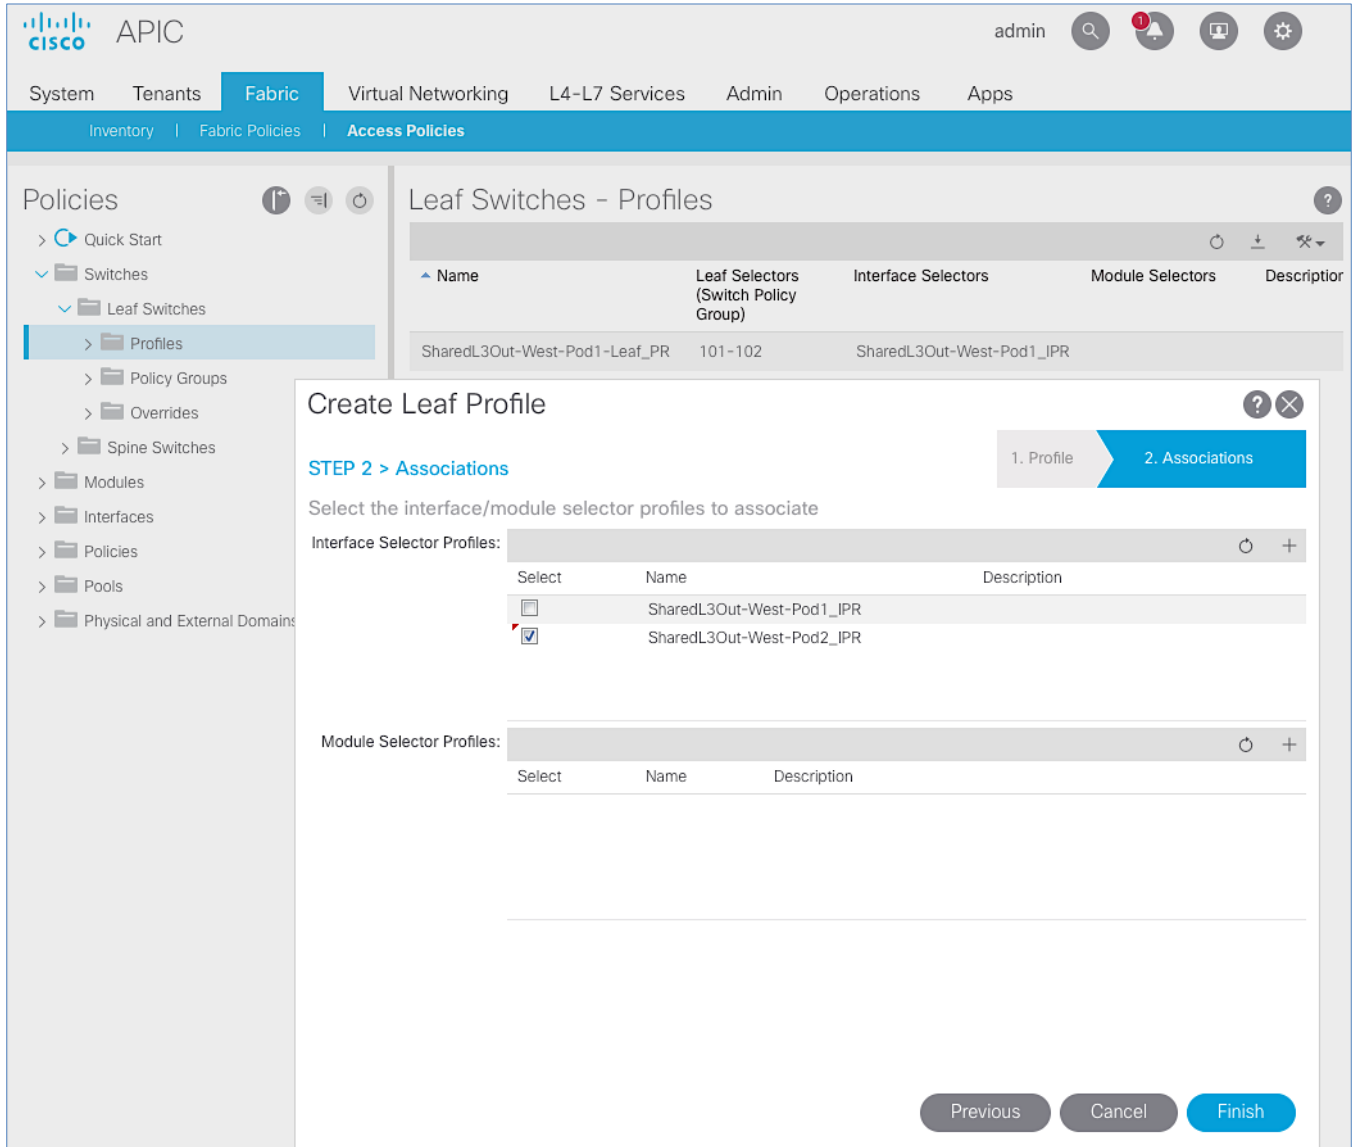 CISCO APIC admin 1
System Tenants Fabric Virtual Networking L4-L7 Services Admin Operations Apps
Inventory | Fabric Policies | Access Policies
Policies
Quick Start
Switches
Leaf Switches
Profiles
Policy Groups
Overrides
Spine Switches
Modules
Interfaces
Policies
Pools
Physical and External Domains
Leaf Switches - Profiles ?
Name Leaf Selectors (Switch Policy Group) Interface Selectors Module Selectors Description
SharedL3Out-West-Pod1-Leaf_PR 101-102 SharedL3Out-West-Pod1_IPR
Create Leaf Profile ?
STEP 2 > Associations 1. Profile 2. Associations
Select the interface/module selector profiles to associate
Interface Selector Profiles:
Select Name Description
SharedL3Out-West-Pod1_IPR
SharedL3Out-West-Pod2_IPR
Module Selector Profiles:
Select Name Description
Previous Cancel Finish